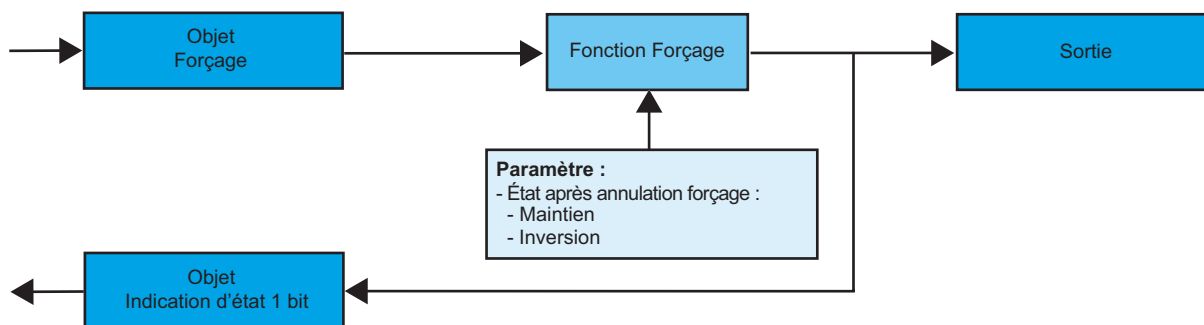 Objet
Forçage
Fonction Forçage
Sortie
Paramètre :
- État après annulation forçage :
- Maintien
- Inversion
Objet
Indication d'état 1 bit